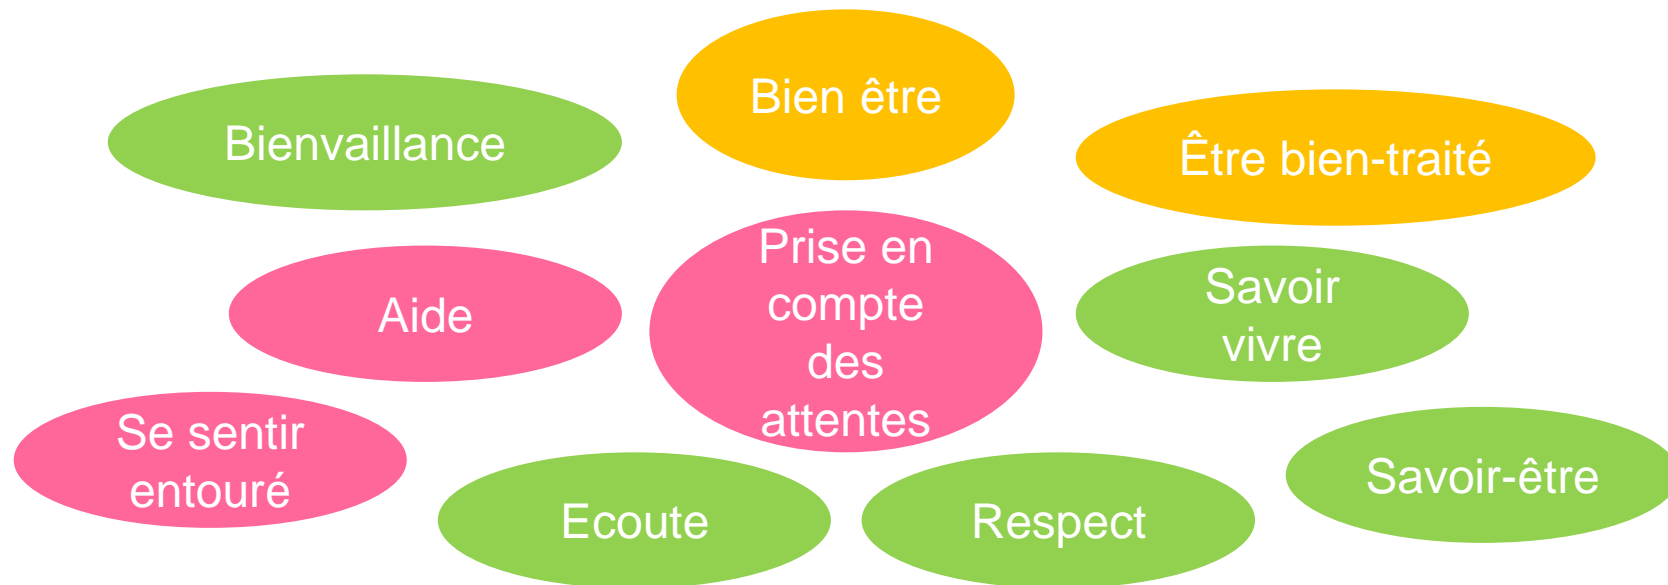 Bien être
Bienvaillance
Être bien-traité
Prise en
compte
des
attentes
Aide
Savoir
vivre
Se sentir
entouré
Ecoute
Respect
Savoir-être